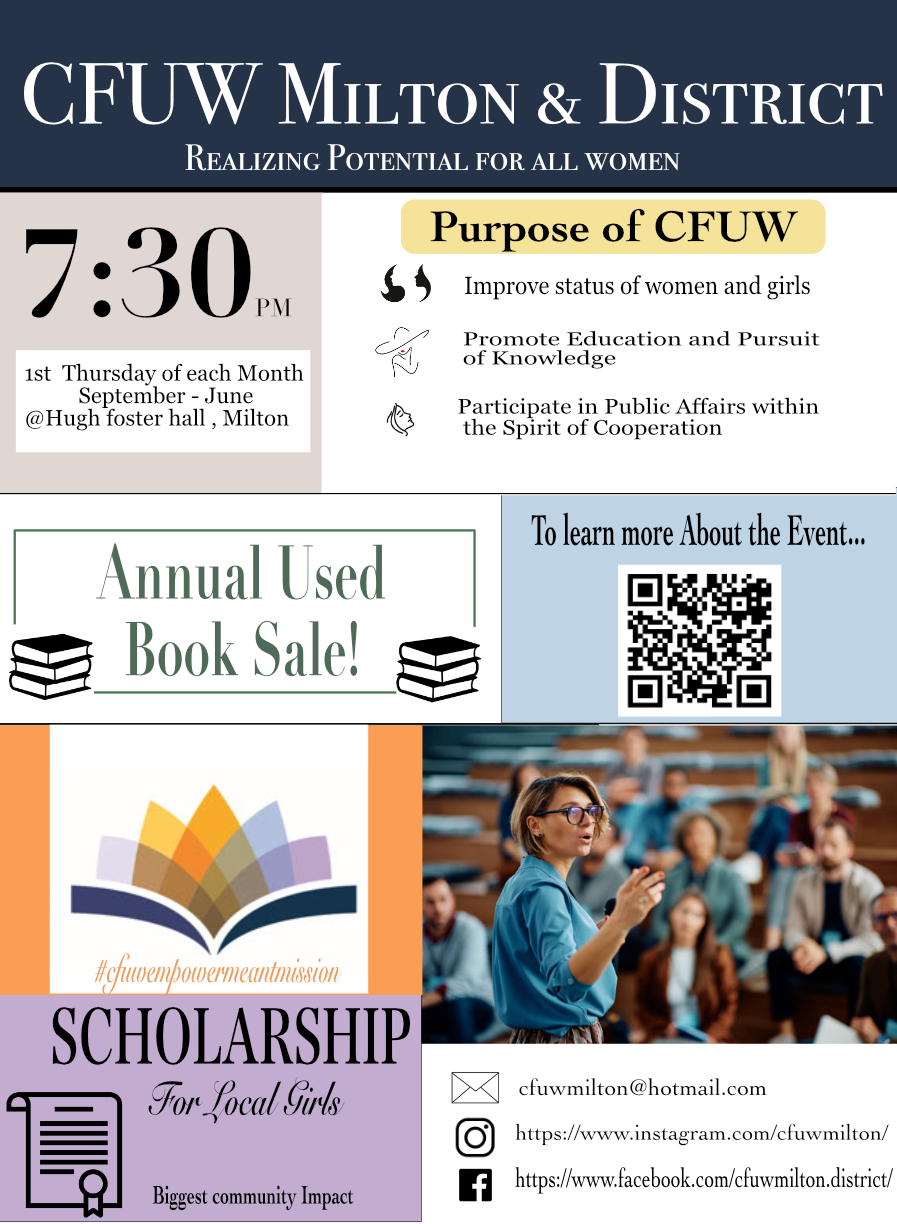 CFUW MILTON & DISTRICT
REALIZING POTENTIAL FOR ALL WOMEN
7:30 PM
1st Thursday of each Month
September - June
@Hugh foster hall , Milton
Purpose of CFUW
Improve status of women and girls
Promote Education and Pursuit
of Knowledge
Participate in Public Affairs within
the Spirit of Cooperation
Annual Used
Book Sale!
To learn more About the Event...
#cfuwempowermeantmission
SCHOLARSHIP
For Local Girls
Biggest community Impact
cfuwmilton@hotmail.com
https://www.instagram.com/cfuwmilton/
https://www.facebook.com/cfuwmilton.district/